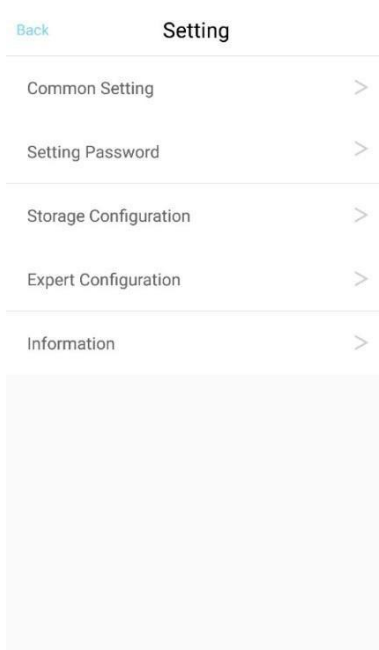 Back
Setting
Common Setting
Setting Password
Storage Configuration
Expert Configuration
Information